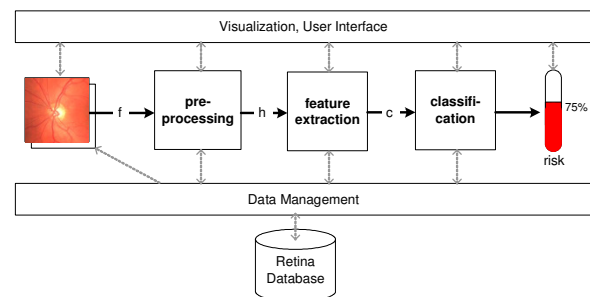 Visualization, User Interface
f
pre-
processing
h
feature
extraction
c
classifi-
cation
75%
risk
Data Management
Retina
Database